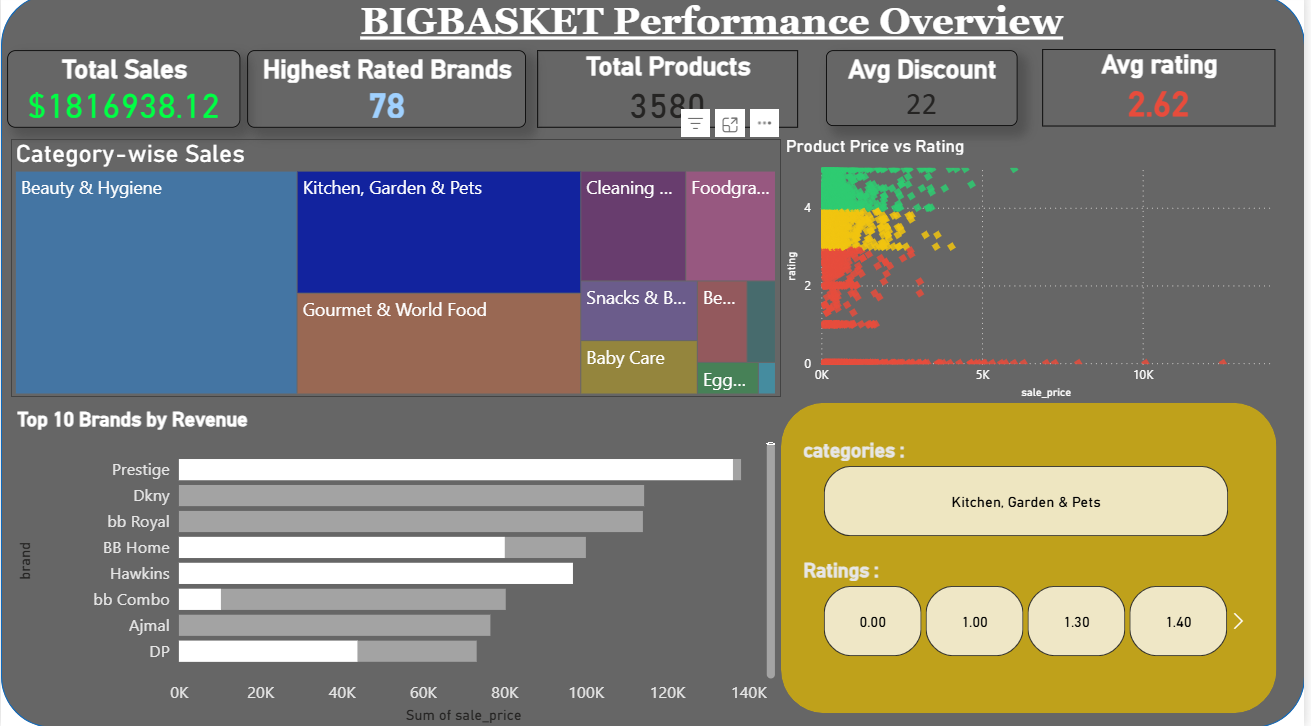 BIGBASKET Performance Overview
Total Sales
$1816938.12
Highest Rated Brands
78
Total Products
3580
Avg Discount
22
Avg rating
2.62
Category-wise Sales
Beauty & Hygiene
Kitchen, Garden & Pets
Gourmet & World Food
Cleaning ...
Foodgra...
Snacks & B...
Be...
Baby Care
Egg...
Product Price vs Rating
rating
4
2
0
0K
5K
10K
sale_price
Top 10 Brands by Revenue
brand
Prestige
Dkny
bb Royal
BB Home
Hawkins
bb Combo
Ajmal
DP
0K
20K
40K
60K
80K
100K
120K
140K
Sum of sale_price
categories :
Kitchen, Garden & Pets
Ratings :
0.00
1.00
1.30
1.40